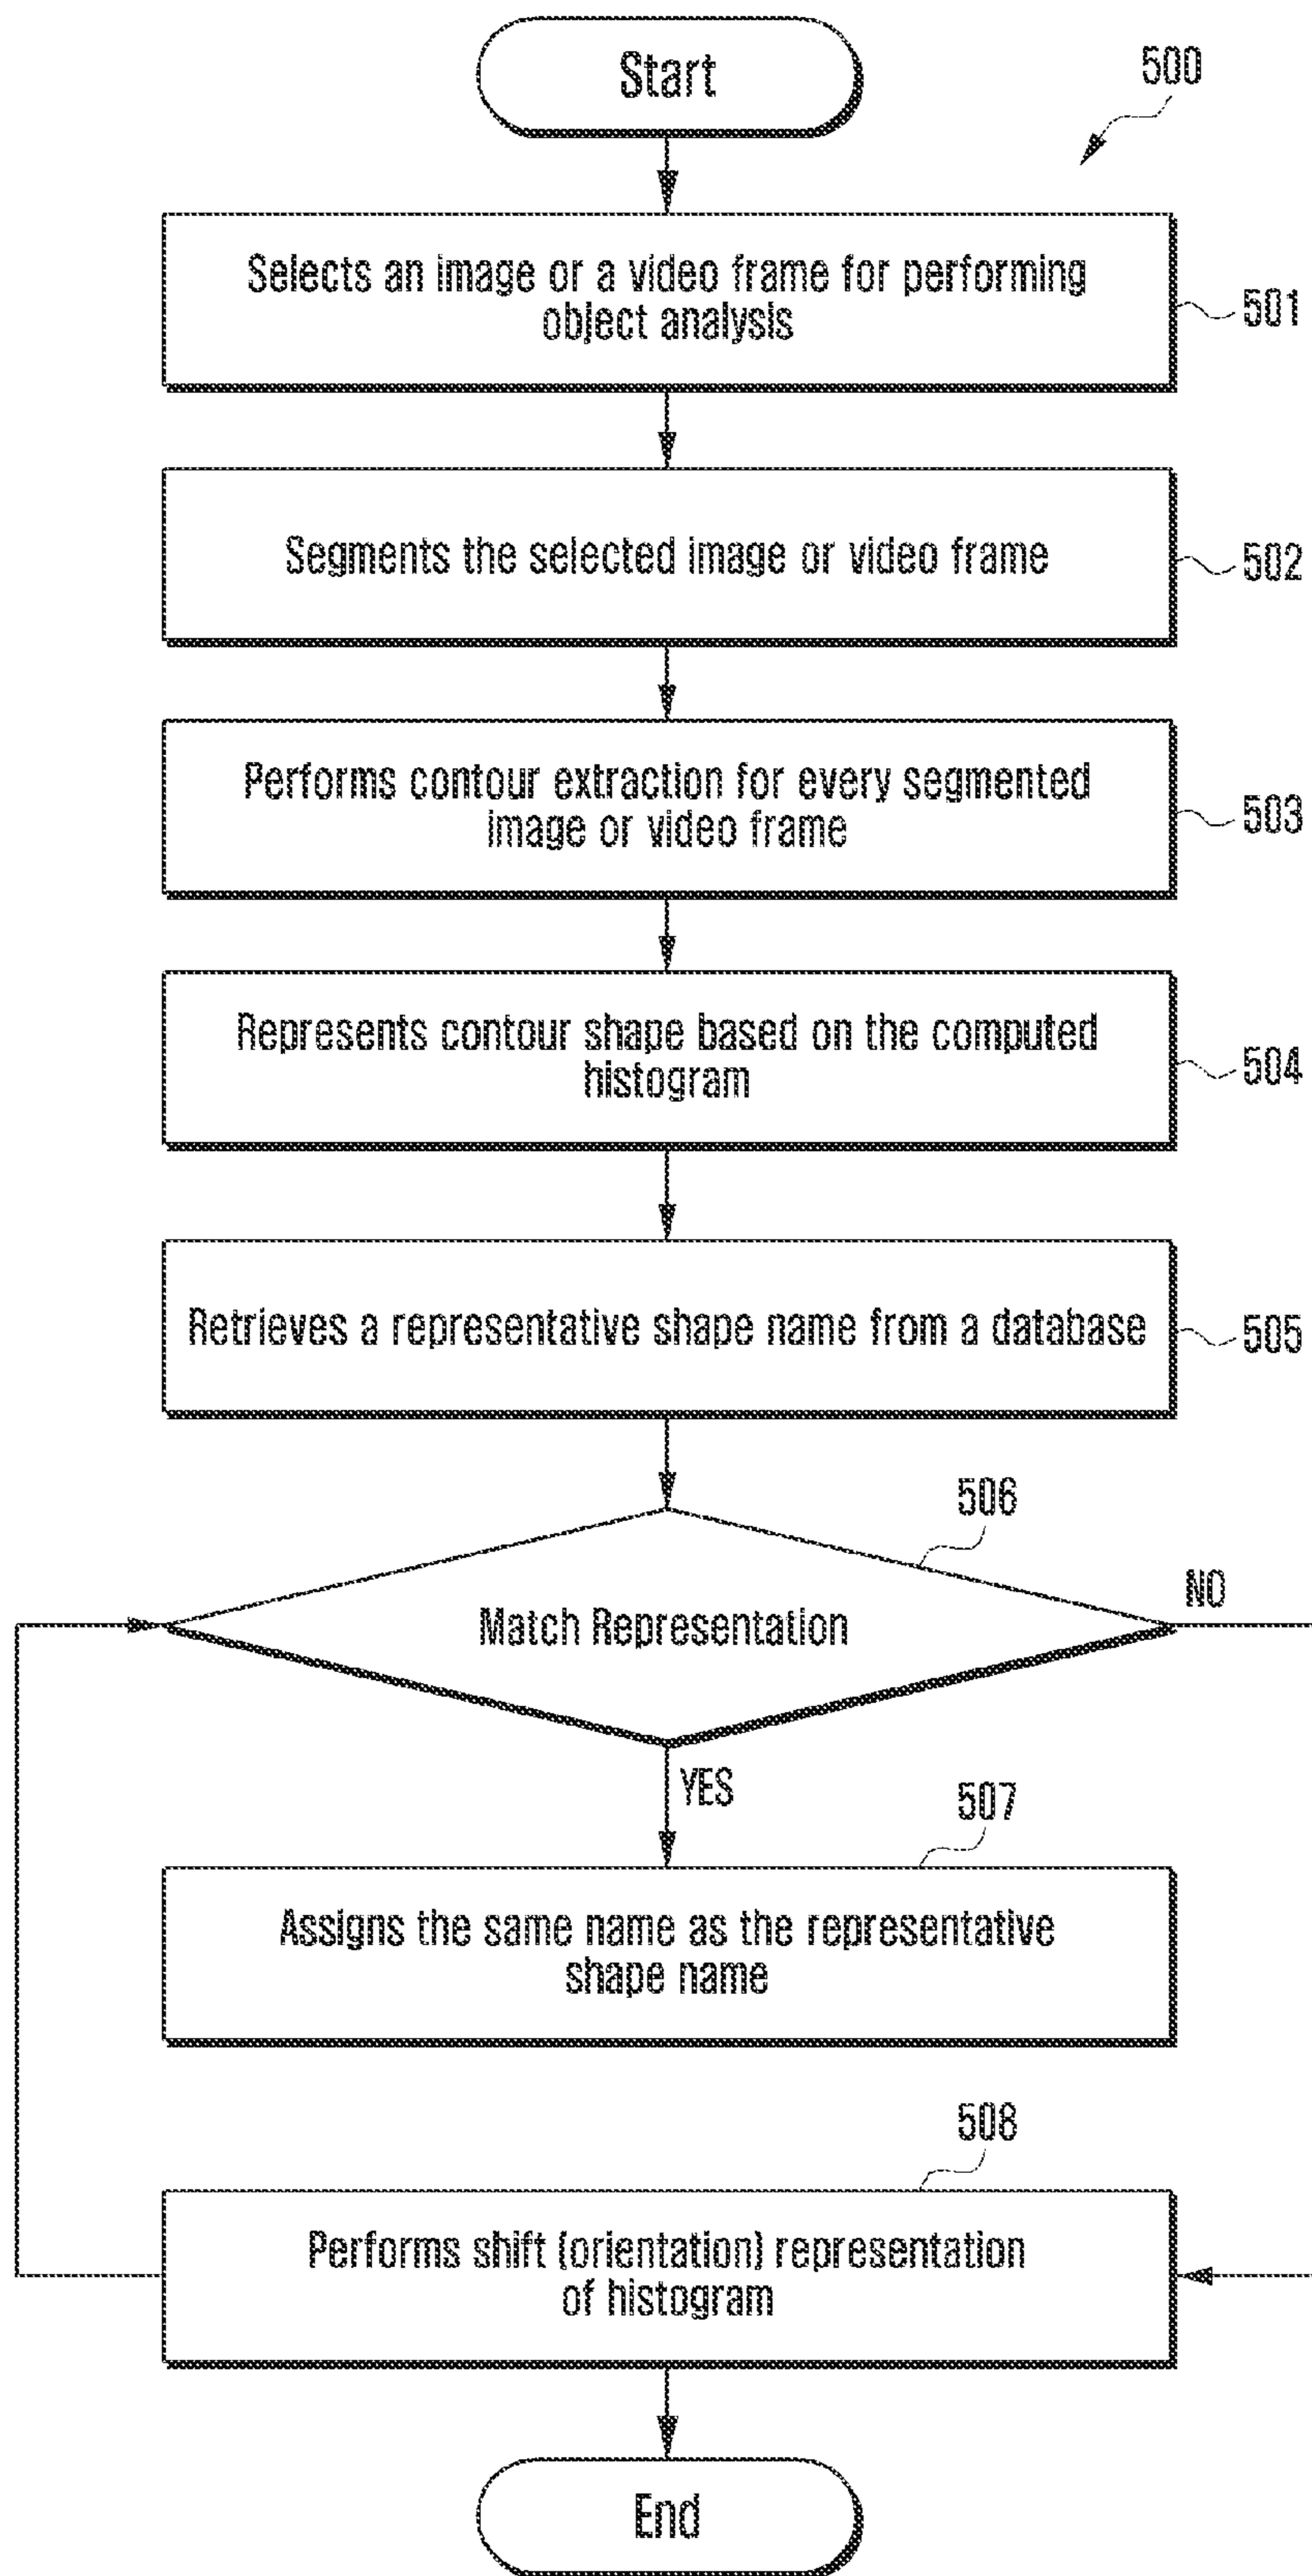 Start
500
Selects an image or a video frame for performing
object analysis
501
Segments the selected image or video frame
502
Performs contour extraction for every segmented
image or video frame
503
Represents contour shape based on the computed
histogram
504
Retrieves a representative shape name from a database
505
506
NO
Match Representation
YES
507
Assigns the same name as the representative
shape name
508
Performs shift (orientation) representation
of histogram
End